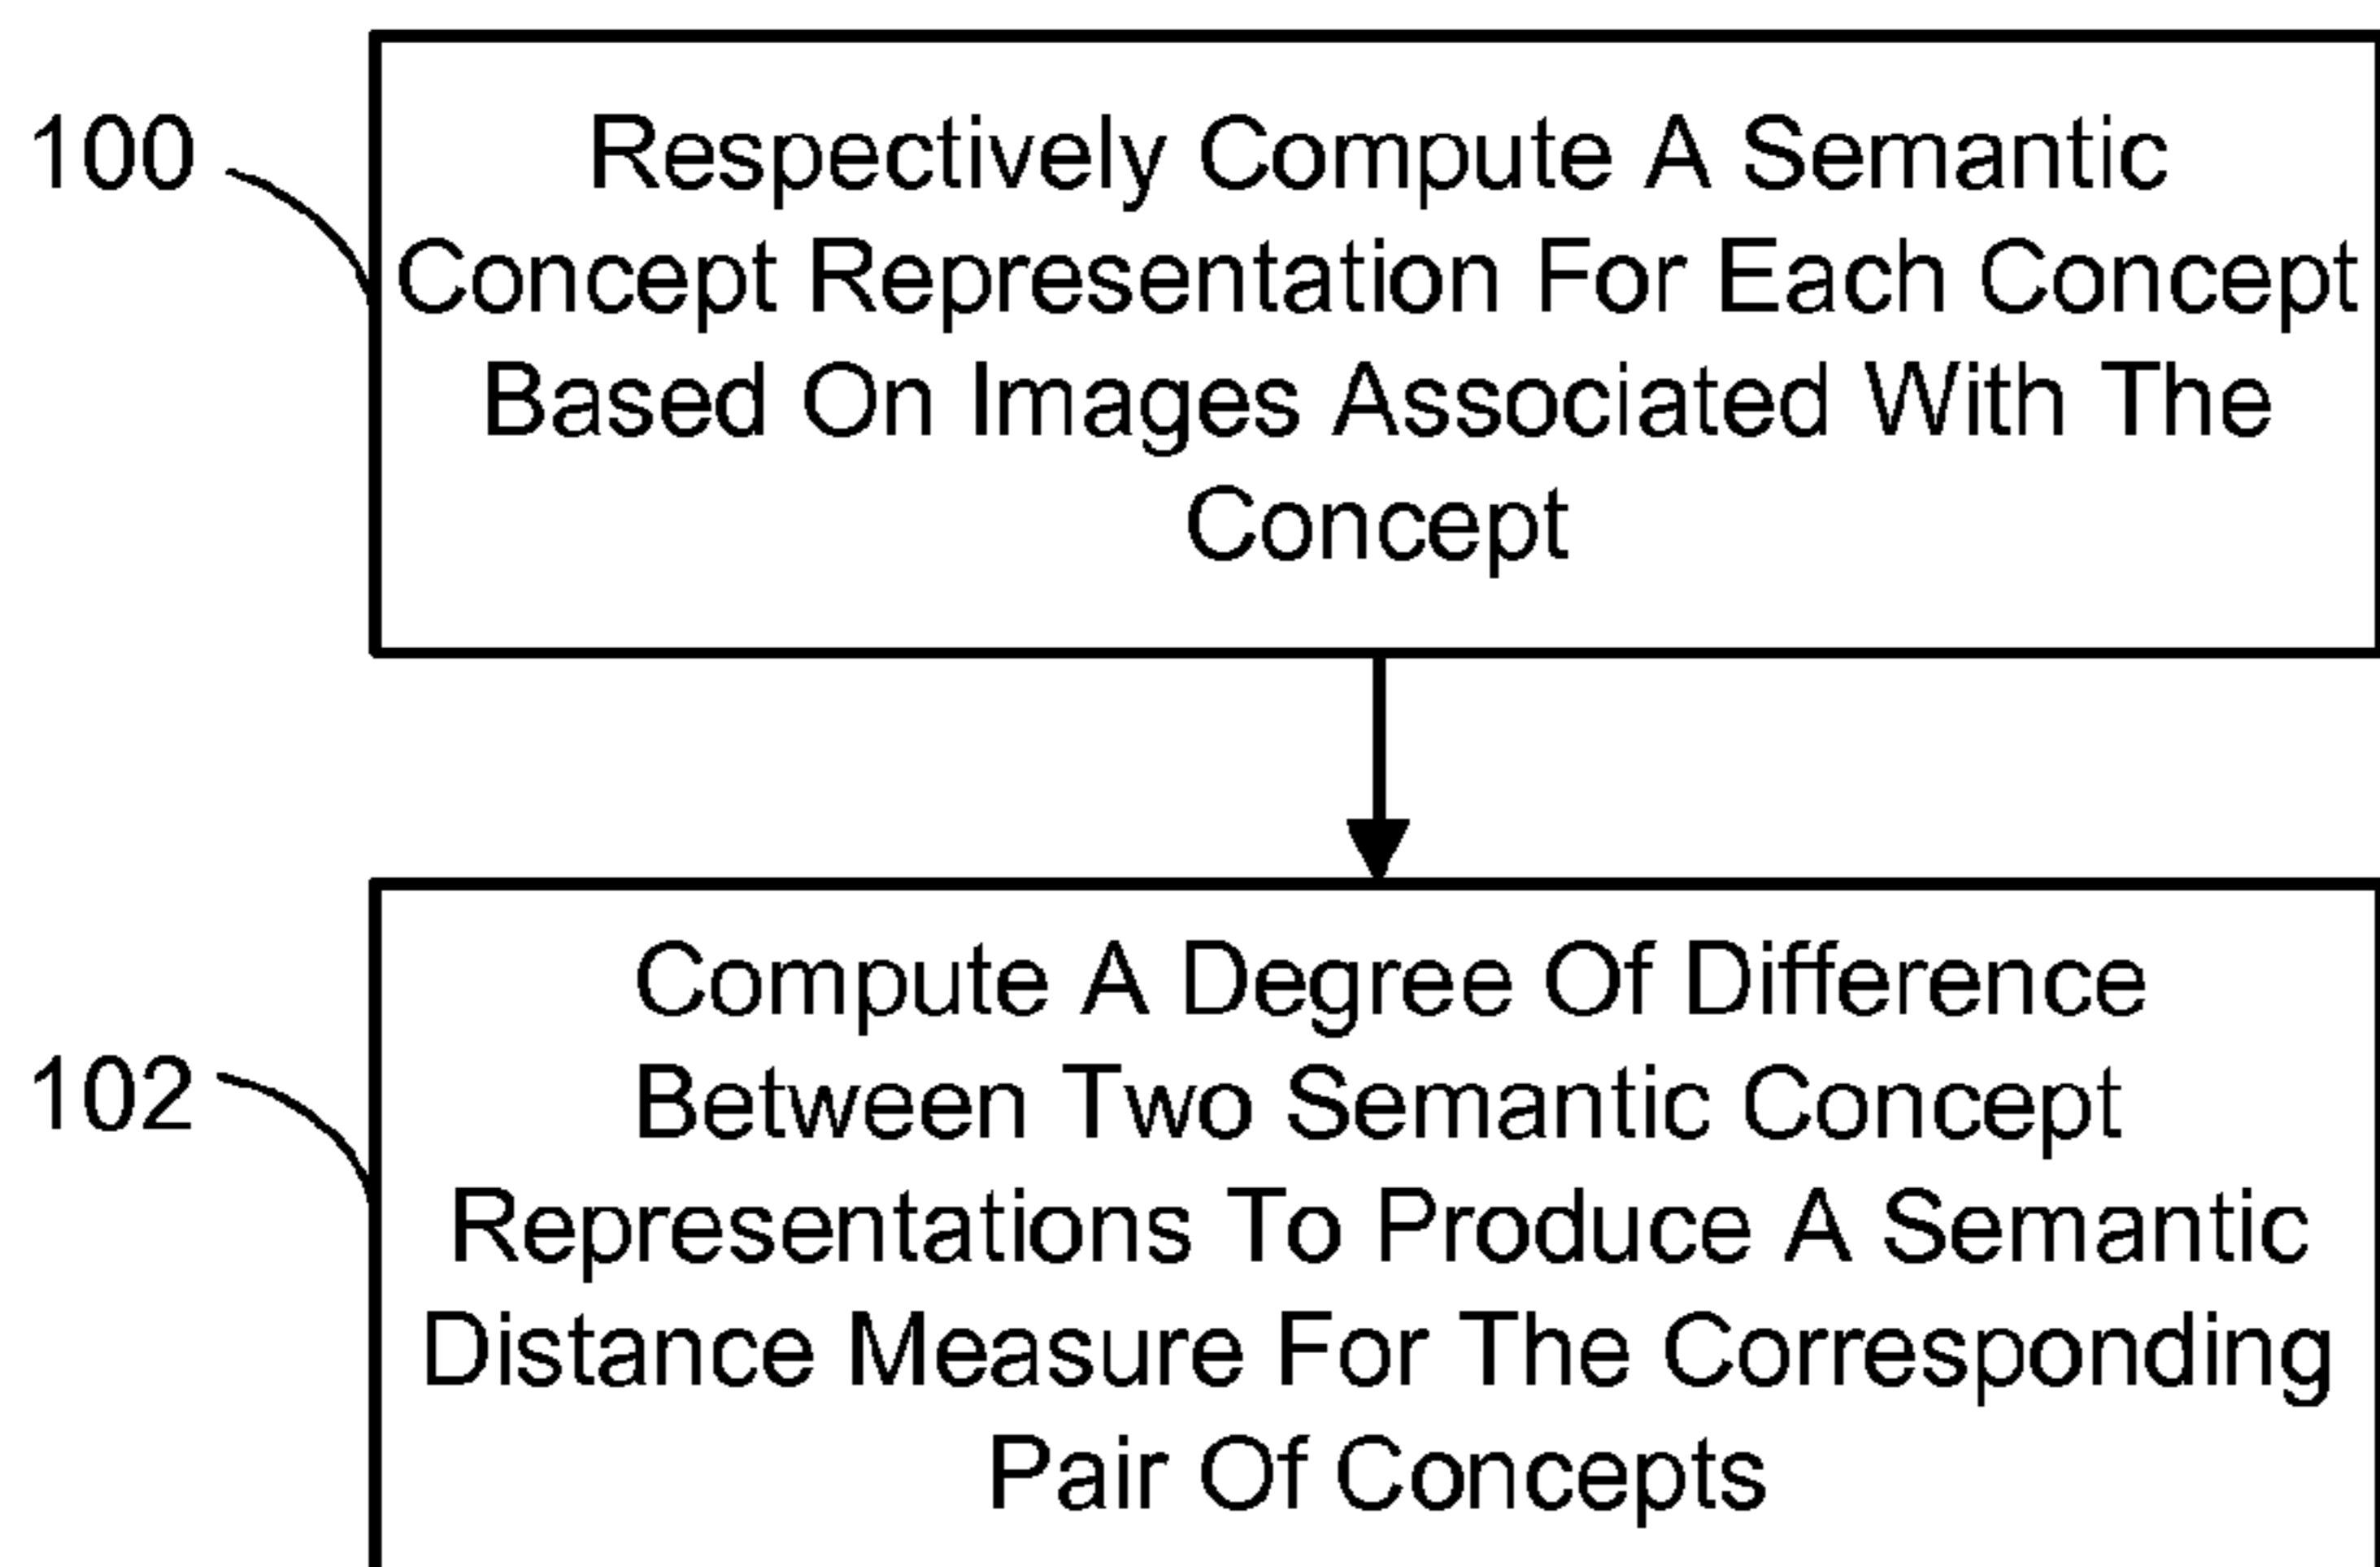 100
Respectively Compute A Semantic
Concept Representation For Each Concept
Based On Images Associated With The
Concept
102
Compute A Degree Of Difference
Between Two Semantic Concept
Representations To Produce A Semantic
Distance Measure For The Corresponding
Pair Of Concepts